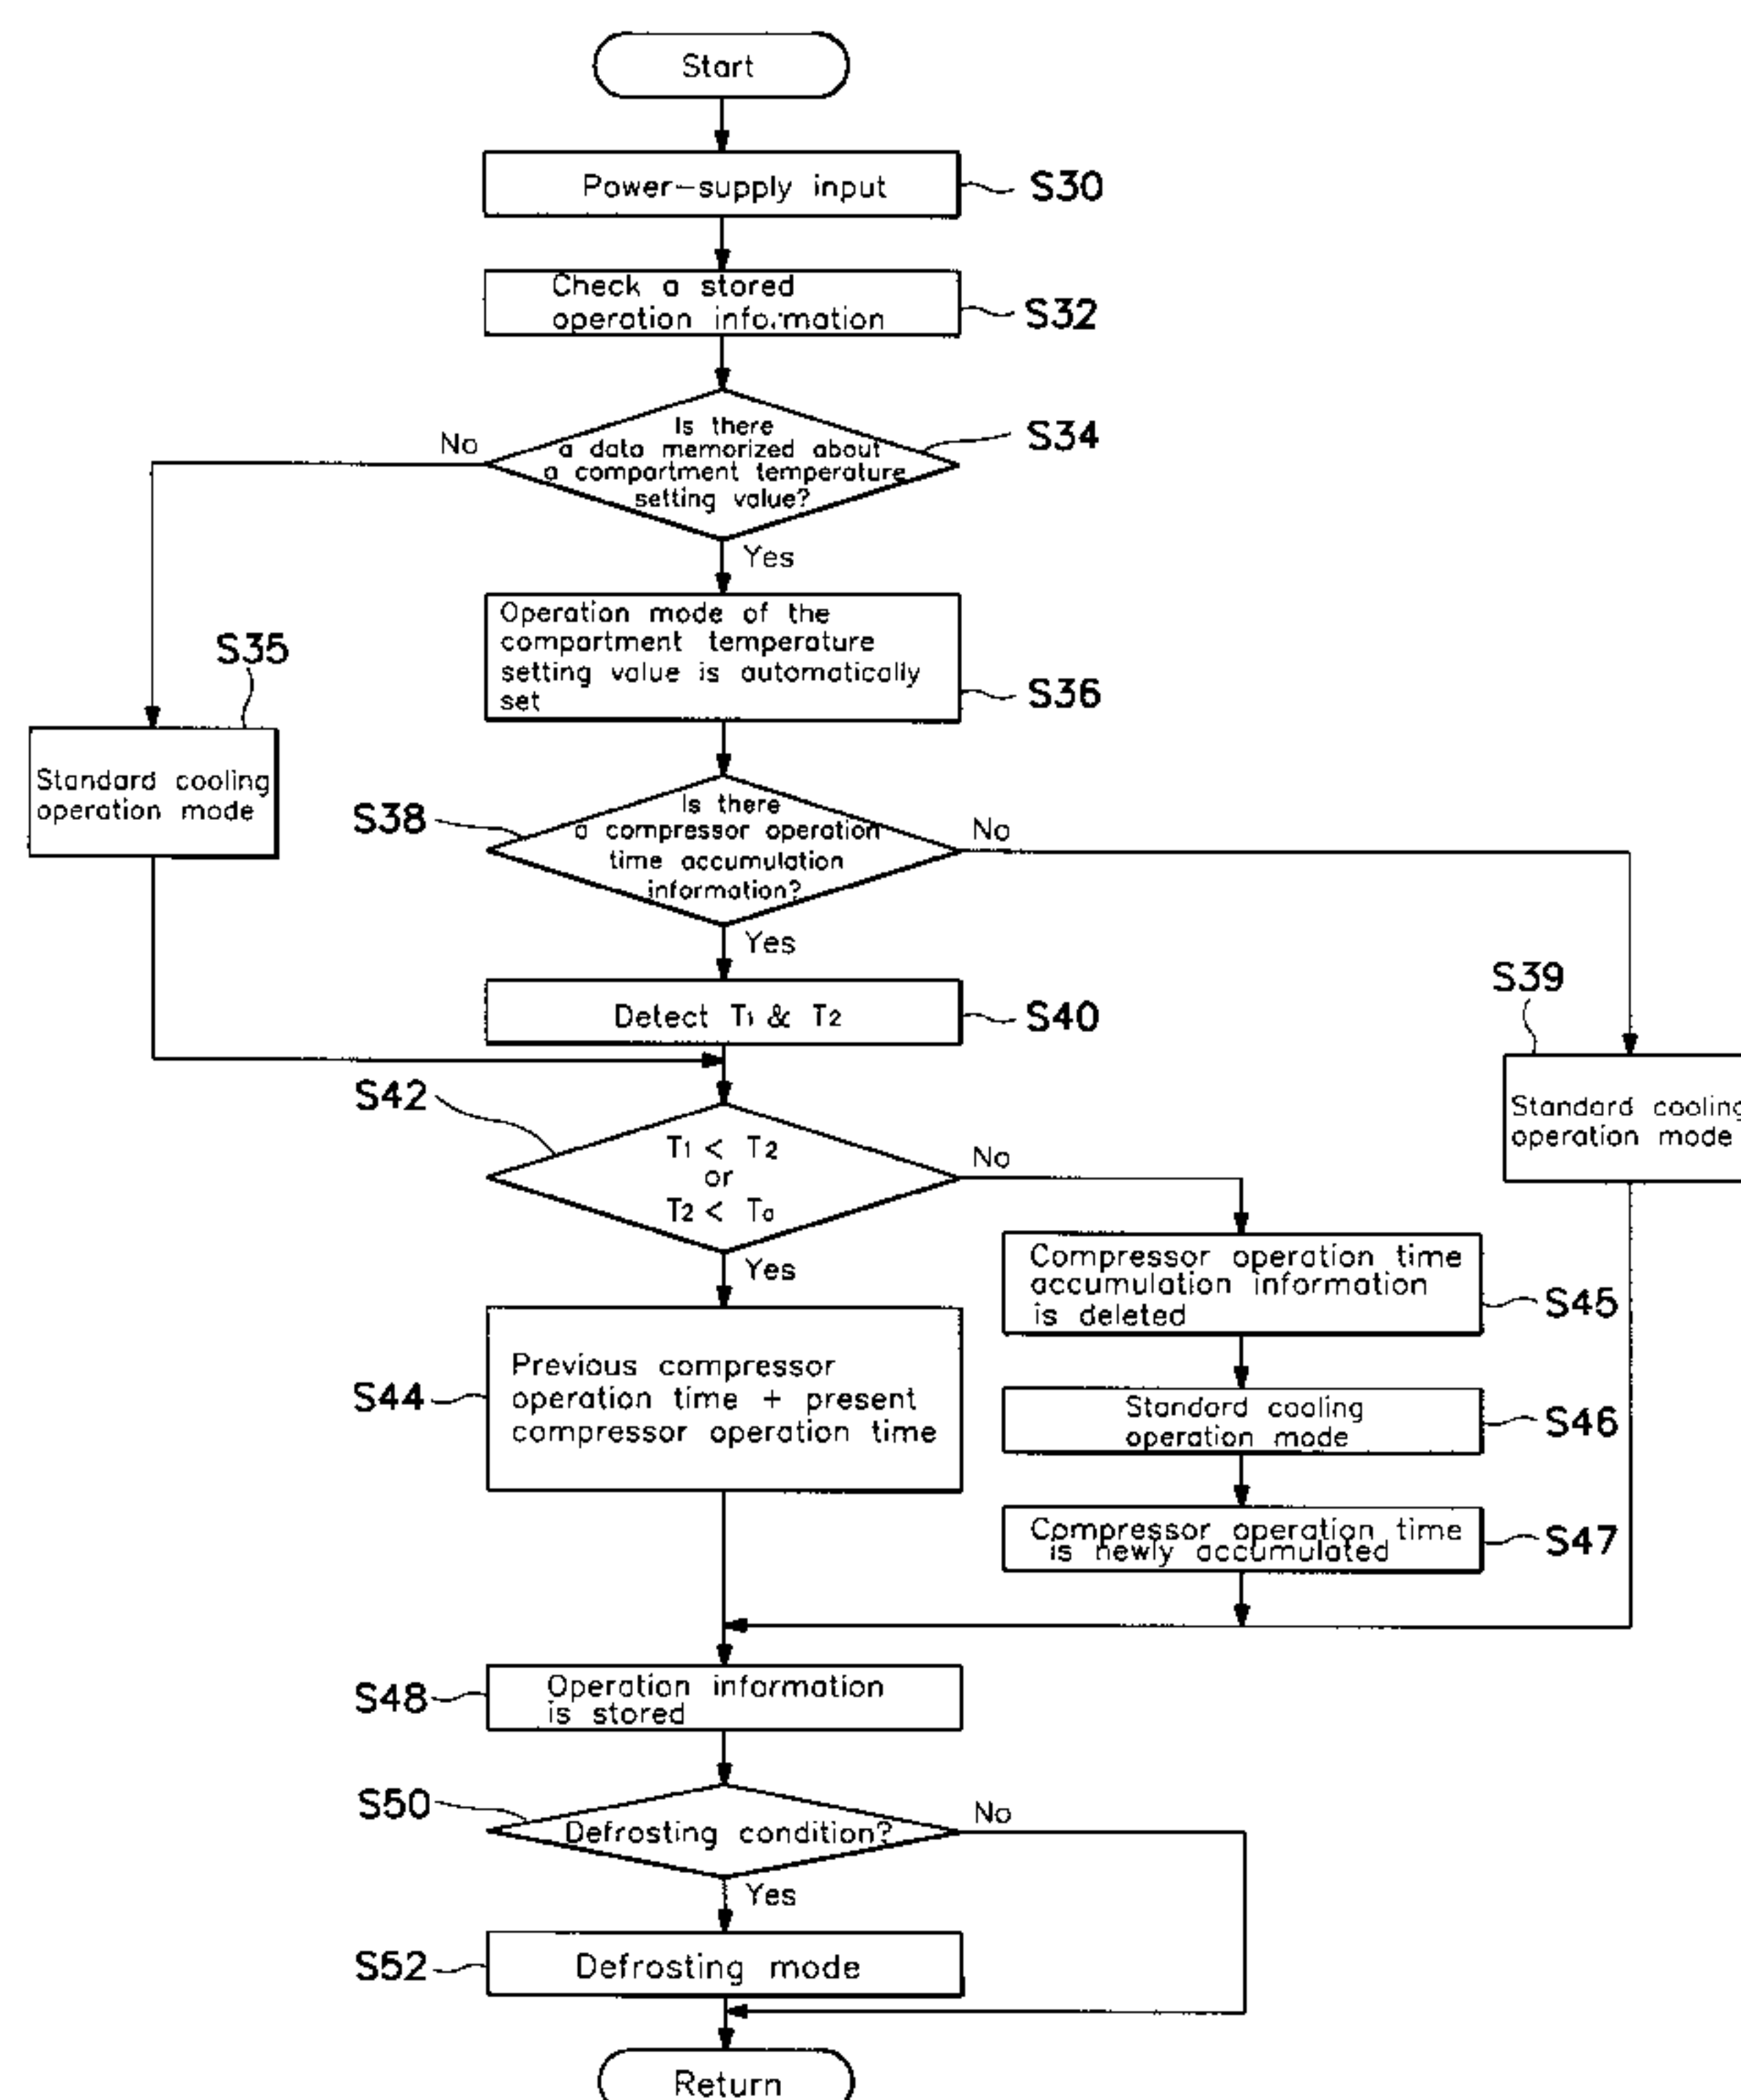 Start
Power-supply input
S30
Check a stored
operation information
S32
Is there
a data memorized about
a compartment temperature
setting value?
S34
No
Yes
Operation mode of the
compartment temperature
setting value is automatically
set
S36
S35
Standard cooling
operation mode
S38
Is there
a compressor operation
time accumulation
information?
No
Yes
Detect T1 & T2
S40
S39
Standard cooling
operation mode
S42
T1 < T2
or
T2 < Ta
No
Yes
Compressor operation time
accumulation information
is deleted
S45
S44
Previous compressor
operation time + present
compressor operation time
Standard cooling
operation mode
S46
Compressor operation time
is newly accumulated
S47
S48
Operation information
is stored
S50
Defrosting condition?
No
Yes
S52
Defrosting mode
Return